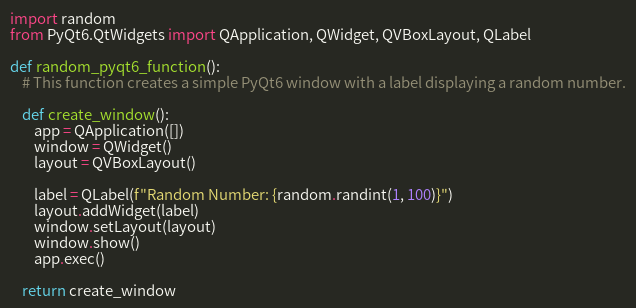 import random
from PyQt6.QtWidgets import QApplication, QWidget, QVBoxLayout, QLabel

def random_pyqt6_function():
    # This function creates a simple PyQt6 window with a label displaying a random number.

    def create_window():
        app = QApplication([])
        window = QWidget()
        layout = QVBoxLayout()

        label = QLabel(f"Random Number: {random.randint(1, 100)}")
        layout.addWidget(label)
        window.setLayout(layout)
        window.show()
        app.exec()

    return create_window